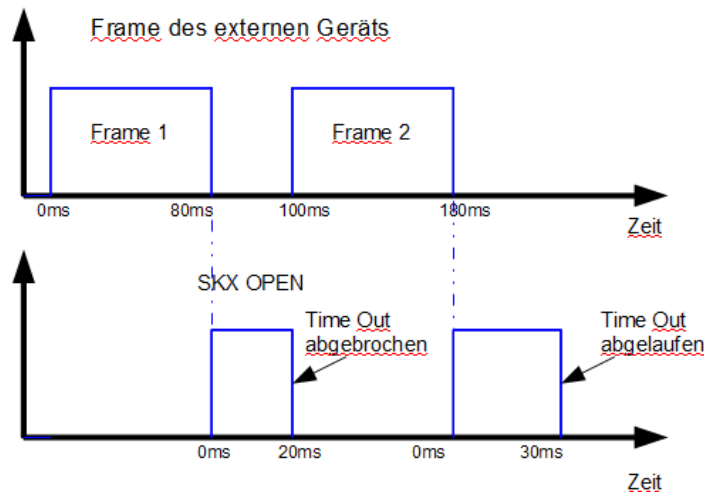 Frame des externen Geräts
Frame 1
Frame 2
0ms
80ms
100ms
180ms
Zeit
SKX OPEN
Time Out
abgebrochen
Time Out
abgelaufen
0ms
20ms
0ms
30ms
Zeit